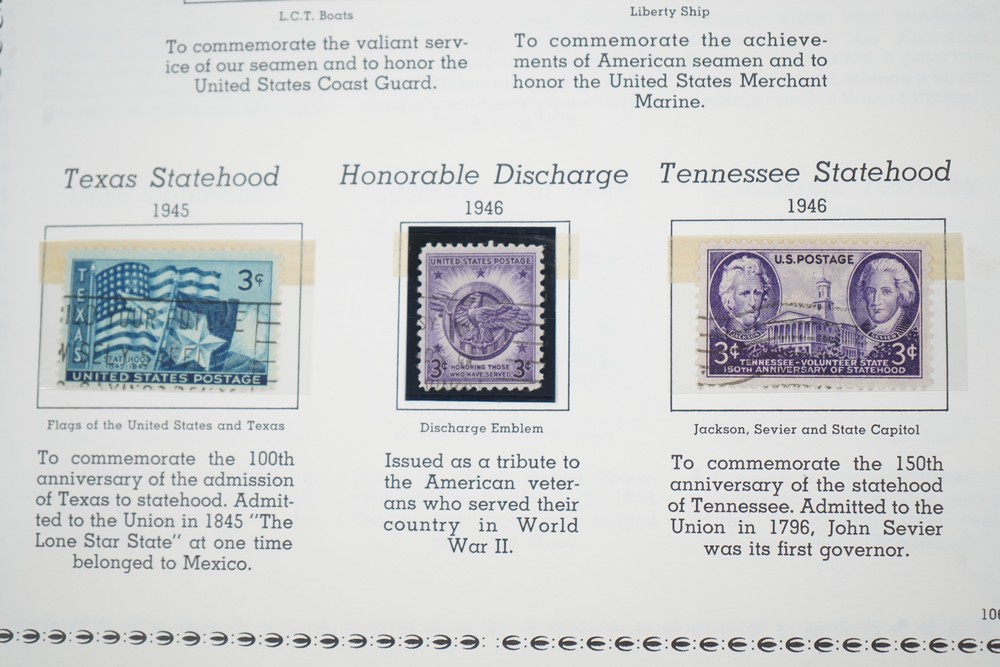 L.C.T. Boats
Liberty Ship
To commemorate the valiant serv-
ice of our seamen and to honor the
United States Coast Guard.
To commemorate the achieve-
ments of American seamen and to
honor the United States Merchant
Marine.
Texas Statehood
1945
TEXAS
3¢
STATEHOOD
1845·1945
UNITED STATES POSTAGE
Flags of the United States and Texas
To commemorate the 100th
anniversary of the admission
of Texas to statehood. Admit-
ted to the Union in 1845 "The
Lone Star State" at one time
belonged to Mexico.
Honorable Discharge
1946
UNITED STATES POSTAGE
3¢ 3¢
HONORING THOSE
WHO HAVE SERVED
Discharge Emblem
Issued as a tribute to
the American veter-
ans who served their
country in World
War II.
Tennessee Statehood
1946
U.S. POSTAGE
JACKSON
SEVIER
3¢ 3¢
TENNESSEE-VOLUNTEER STATE
150TH ANNIVERSARY OF STATEHOOD
Jackson, Sevier and State Capitol
To commemorate the 150th
anniversary of the statehood
of Tennessee. Admitted to the
Union in 1796, John Sevier
was its first governor.